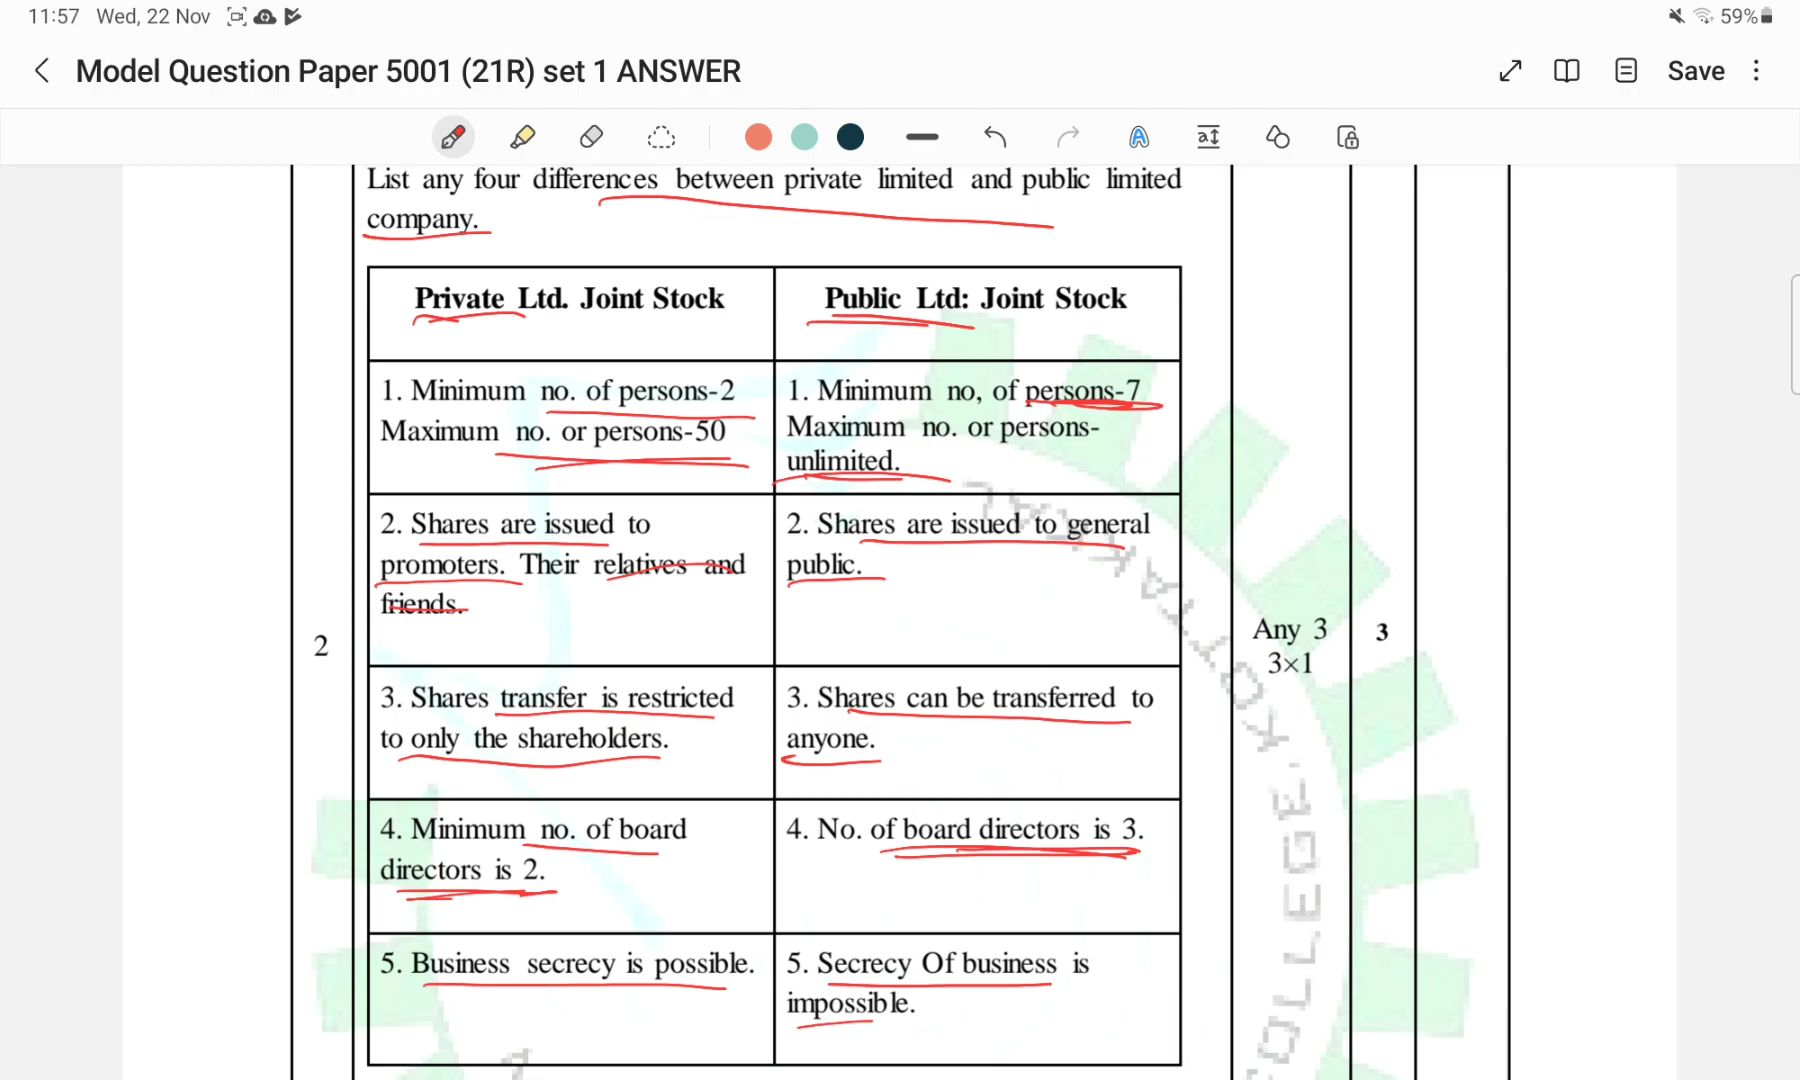 11:57 Wed, 22 Nov
59%
Model Question Paper 5001 (21R) set 1 ANSWER
Save
List any four differences between private limited and public limited
company.
Private Ltd. Joint Stock
Public Ltd: Joint Stock
1. Minimum no. of persons-2
Maximum no. or persons-50
1. Minimum no, of persons-7
Maximum no. or persons-
unlimited.
2. Shares are issued to
promoters. Their relatives and
friends.
2. Shares are issued to general
public.
2
Any 3
3×1
3
3. Shares transfer is restricted
to only the shareholders.
3. Shares can be transferred to
anyone.
4. Minimum no. of board
directors is 2.
4. No. of board directors is 3.
5. Business secrecy is possible.
5. Secrecy Of business is
impossible.